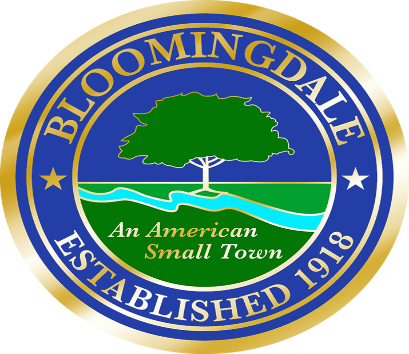 BLOOMINGDALE
An American
Small Town
ESTABLISHED 1918